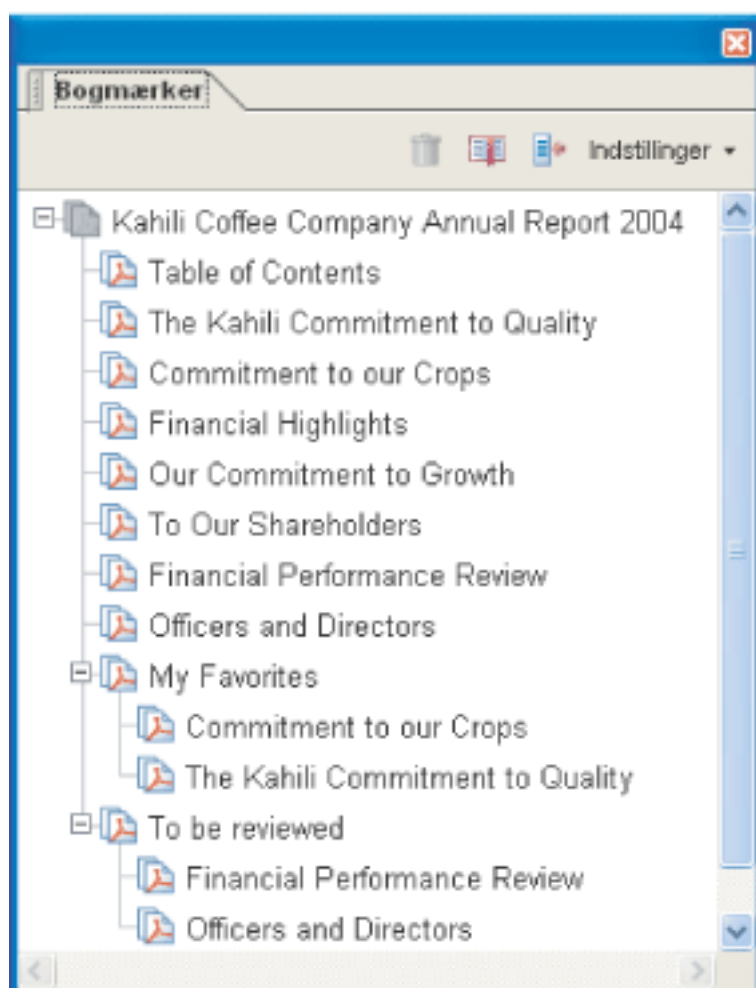 Bogmærker
Indstillinger
Kahili Coffee Company Annual Report 2004
Table of Contents
The Kahili Commitment to Quality
Commitment to our Crops
Financial Highlights
Our Commitment to Growth
To Our Shareholders
Financial Performance Review
Officers and Directors
My Favorites
Commitment to our Crops
The Kahili Commitment to Quality
To be reviewed
Financial Performance Review
Officers and Directors